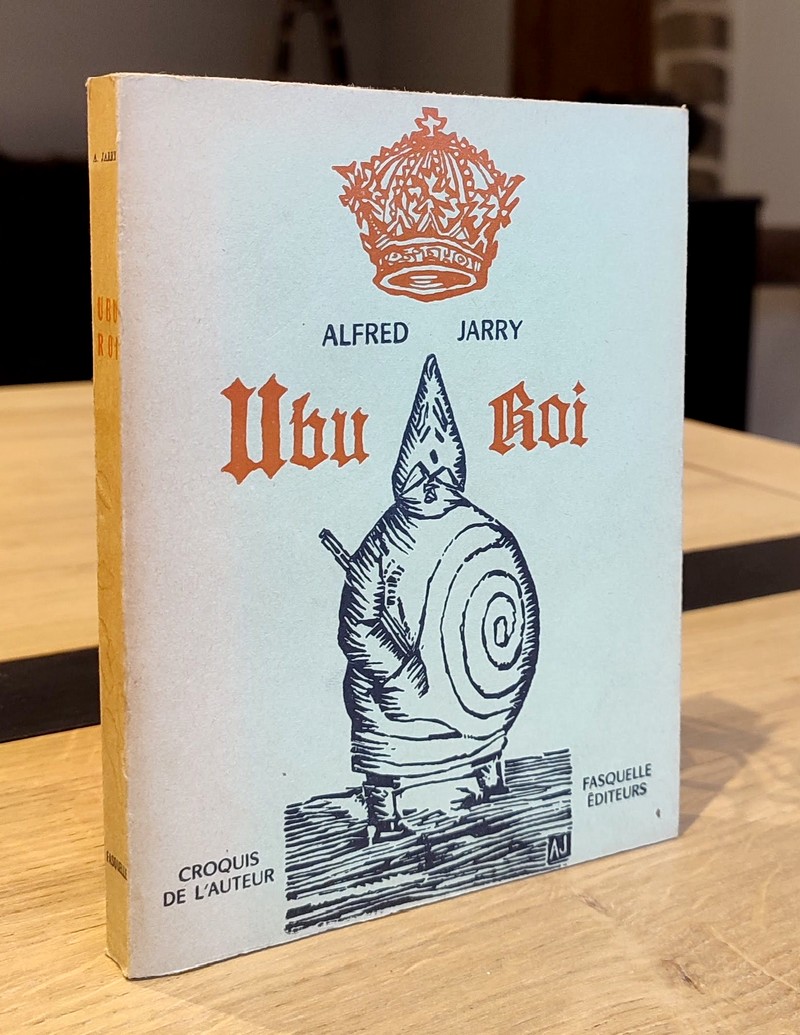 A. JARRY
UBU
ROI
FASQUELLE
ALFRED JARRY
Ubu Roi
CROQUIS
DE L'AUTEUR
FASQUELLE
ÉDITEURS
AJ